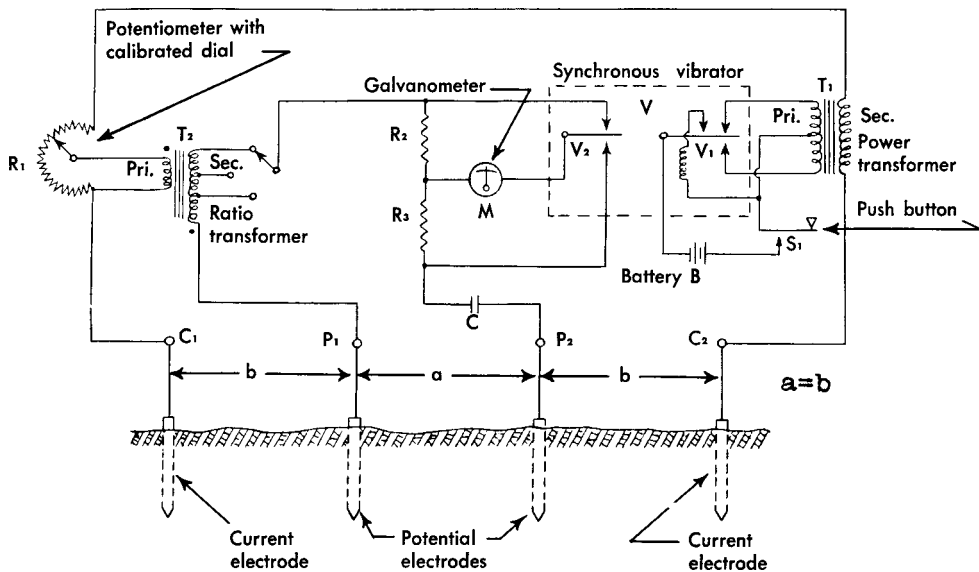 Potentiometer with
calibrated dial
Galvanometer
Synchronous vibrator
V
T1
Pri.
Sec.
Power
transformer
R1
T2
Pri.
Sec.
Ratio
transformer
R2
V2
V1
M
R3
Push button
S1
Battery B
C
C1
P1
P2
C2
b
a
b
a=b
Current
electrode
Potential
electrodes
Current
electrode